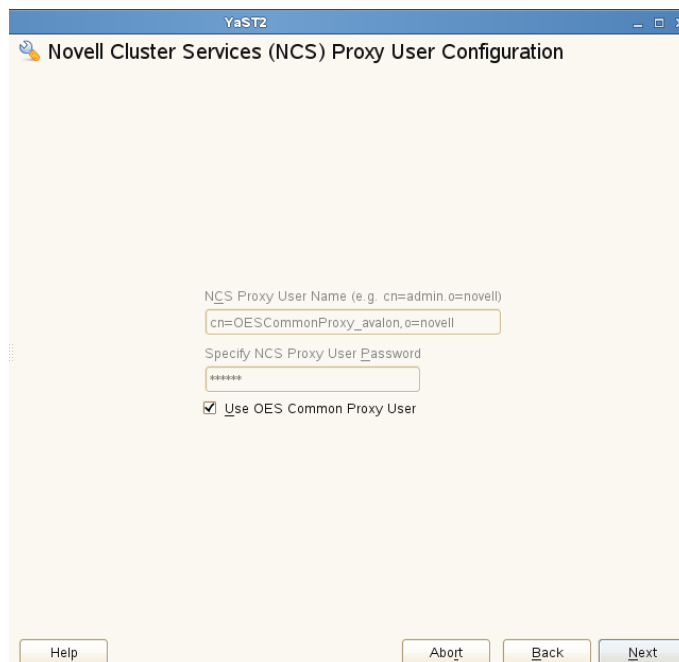 YaST2
Novell Cluster Services (NCS) Proxy User Configuration
NCS Proxy User Name (e.g. cn=admin.o=novell)
cn=OESCommonProxy_avalon,o=novell
Specify NCS Proxy User Password
******
Use OES Common Proxy User
Help Abort Back Next